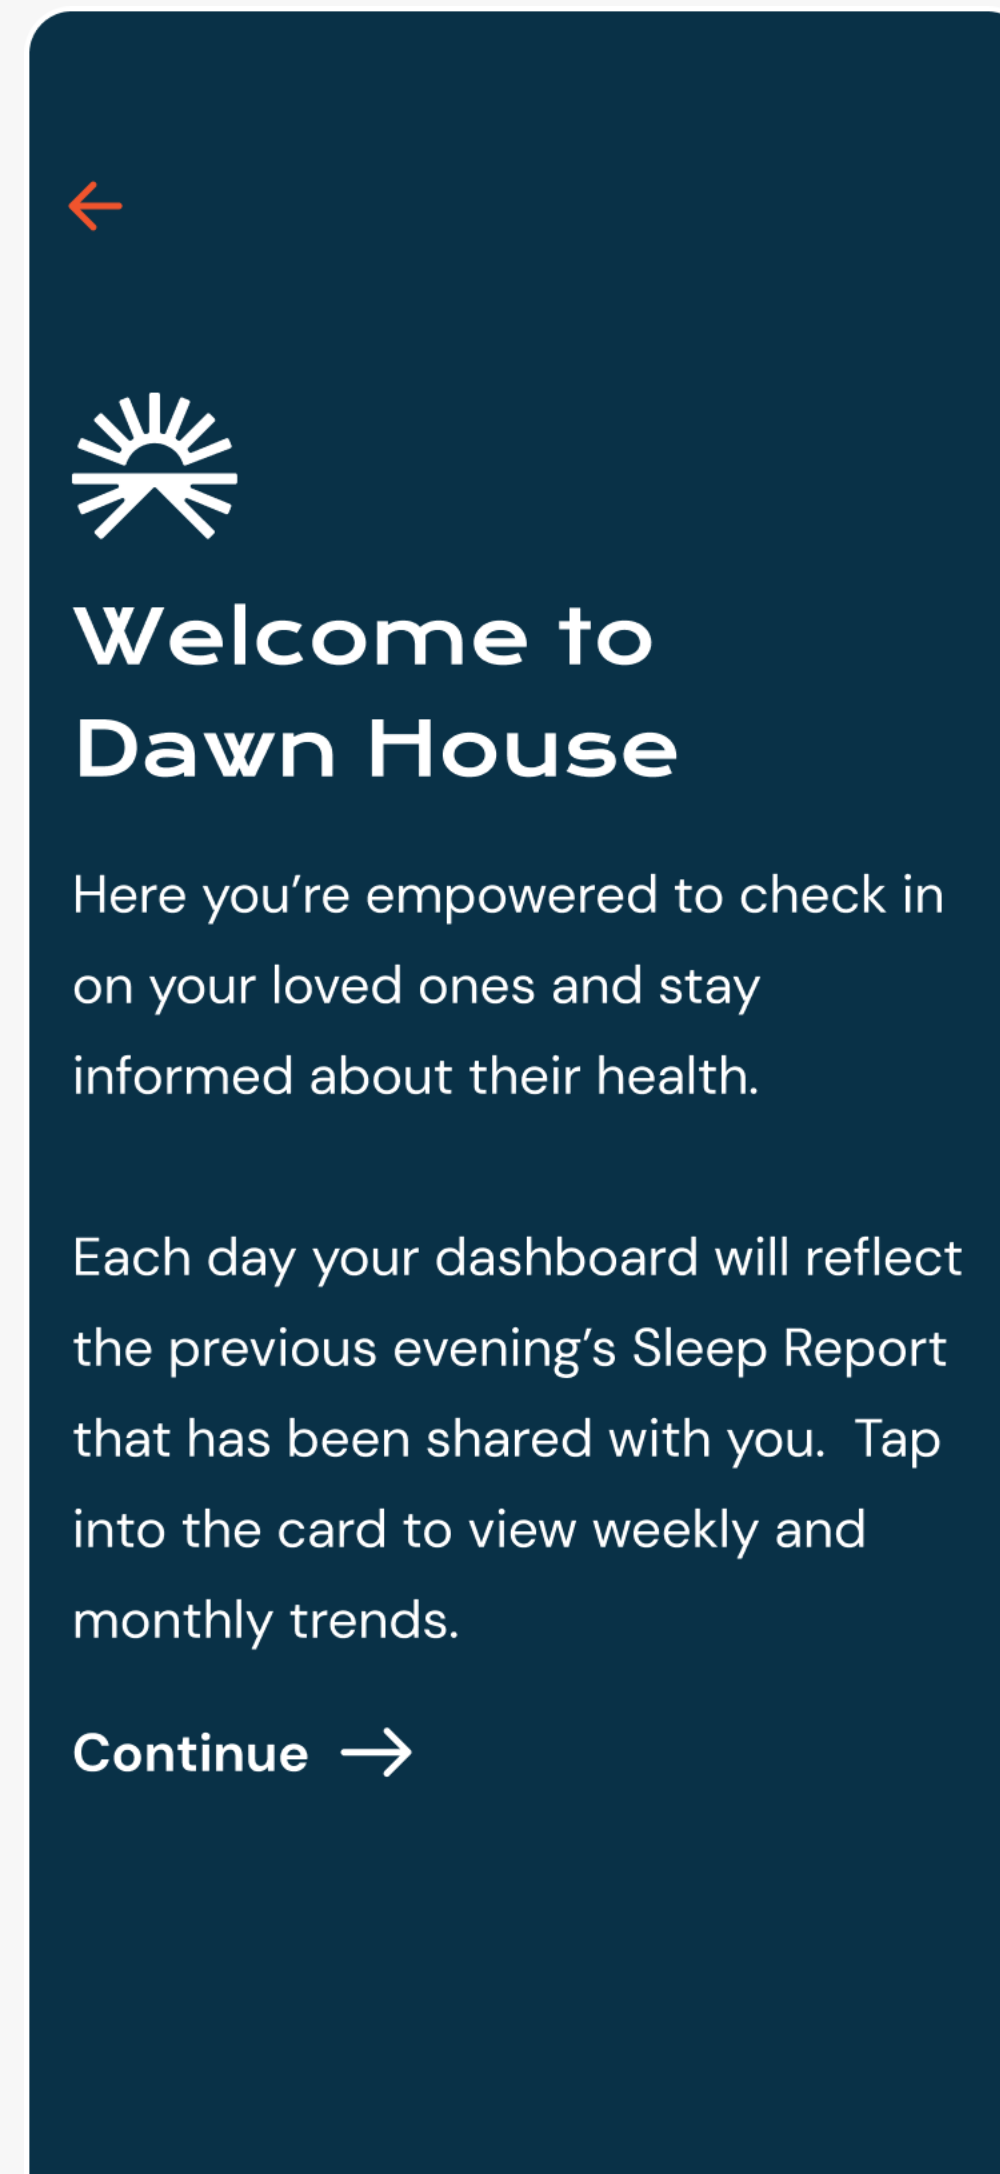 Welcome to
Dawn House
Here you’re empowered to check in
on your loved ones and stay
informed about their health.
Each day your dashboard will reflect
the previous evening’s Sleep Report
that has been shared with you.  Tap
into the card to view weekly and
monthly trends.
Continue